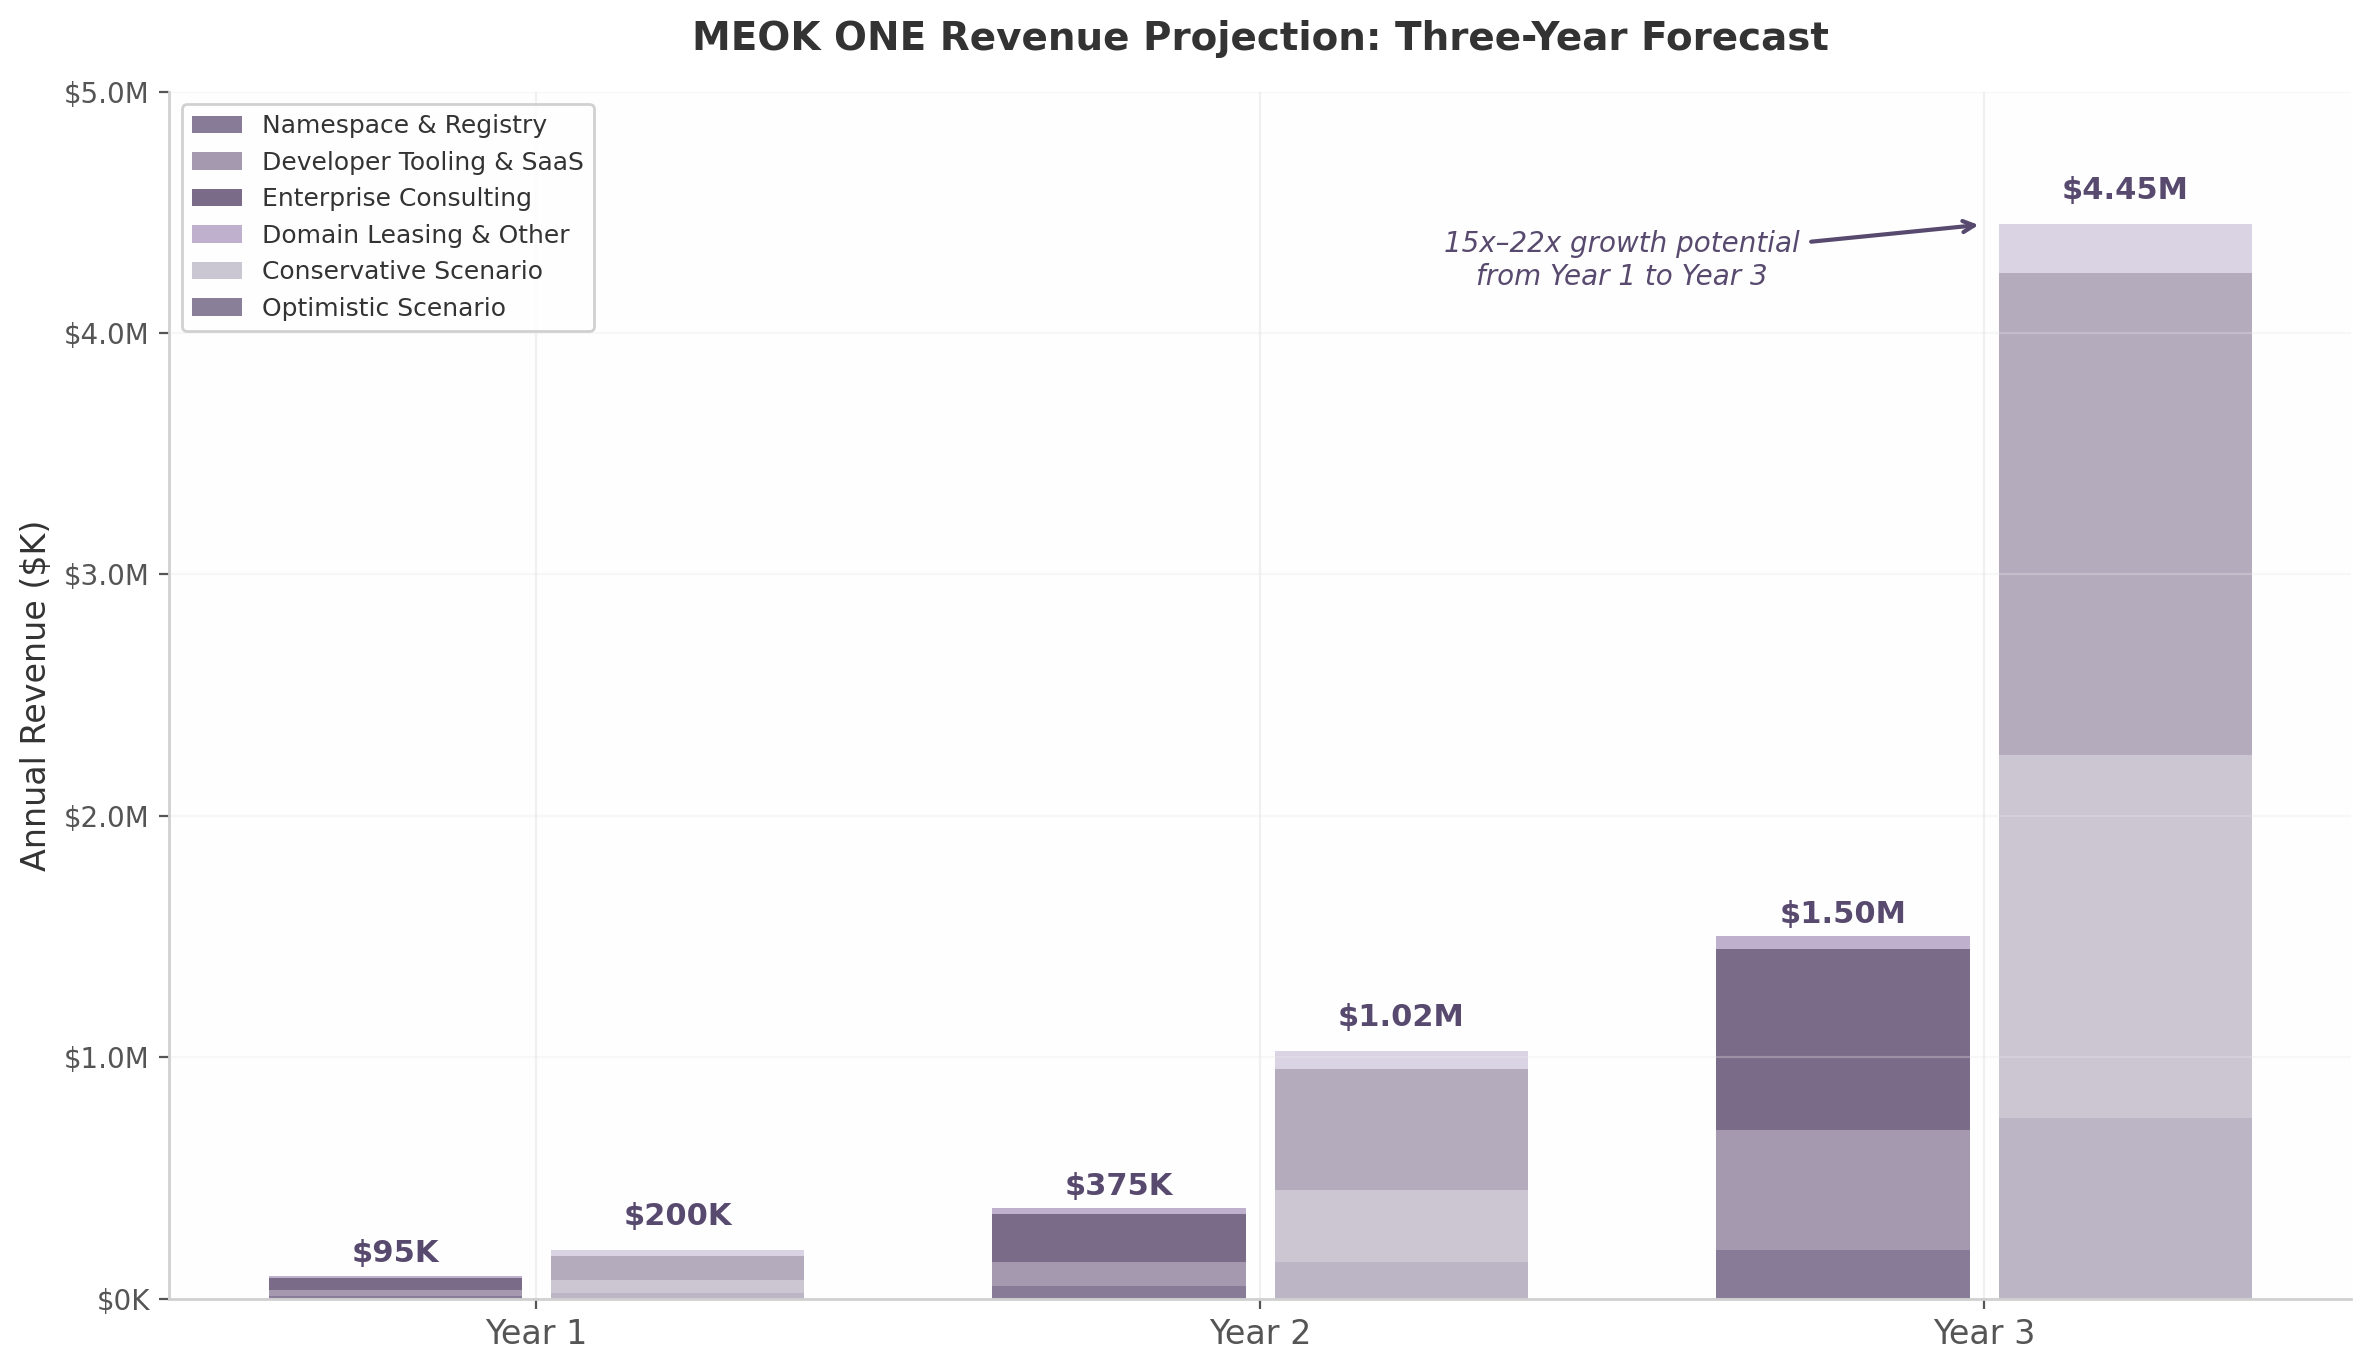 MEOK ONE Revenue Projection: Three-Year Forecast
$5.0M
$4.0M
$3.0M
$2.0M
$1.0M
$0K
Annual Revenue ($K)
Namespace & Registry
Developer Tooling & SaaS
Enterprise Consulting
Domain Leasing & Other
Conservative Scenario
Optimistic Scenario
15x–22x growth potential
from Year 1 to Year 3
$95K
$200K
$375K
$1.02M
$1.50M
$4.45M
Year 1
Year 2
Year 3